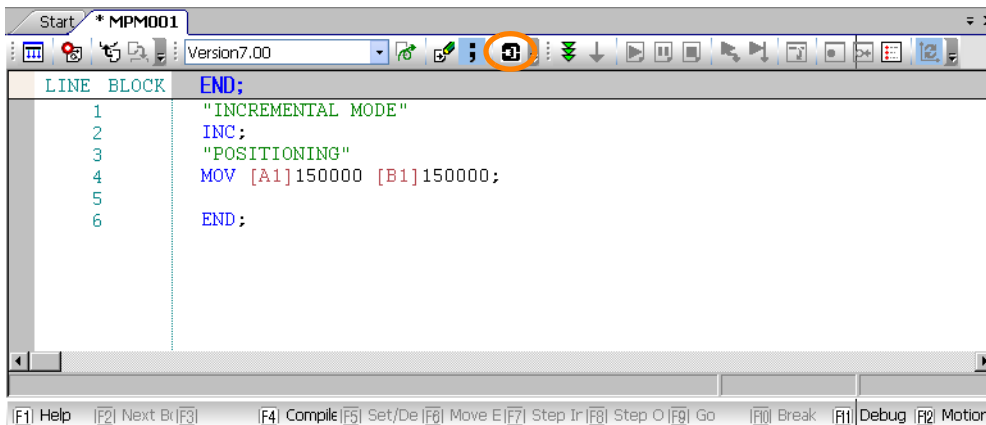 Start * MPM001
Version7.00 ;
LINE BLOCK END;
1 "INCREMENTAL MODE"
2 INC;
3 "POSITIONING"
4 MOV [A1]150000 [B1]150000;
5
6 END;
F1 Help F2 Next Bl F3 F4 Compile F5 Set/De F6 Move E F7 Step Ir F8 Step O F9 Go F10 Break F11 Debug F12 Motion